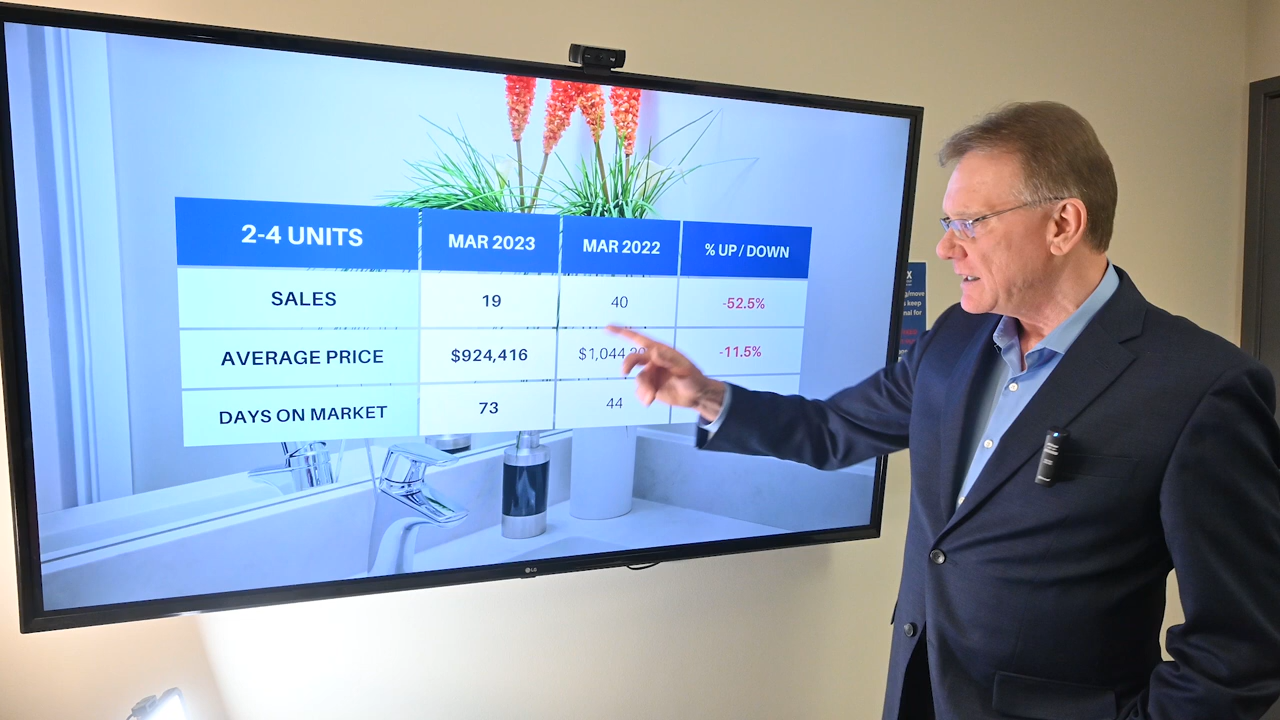 2-4 UNITS MAR 2023 MAR 2022 % UP / DOWN
SALES 19 40 -52.5%
AVERAGE PRICE $924,416 -11.5%
DAYS ON MARKET 73 44
LG